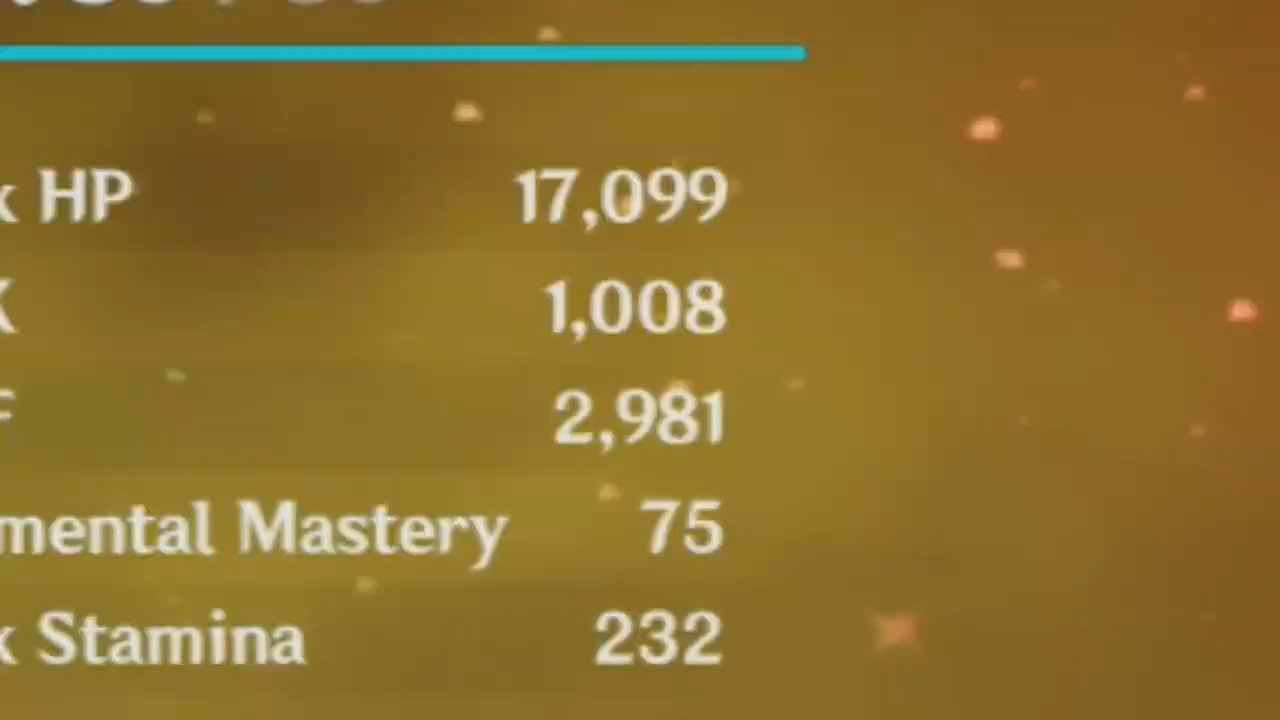 HP 17,099
1,008
2,981
mental Mastery 75
Stamina 232